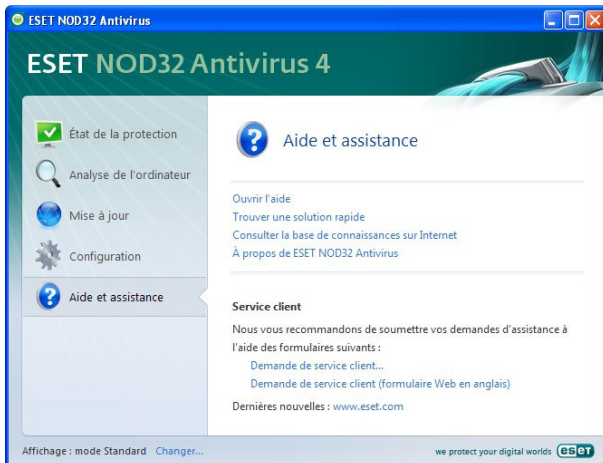 ESET NOD32 Antivirus
ESET NOD32 Antivirus 4
État de la protection
Analyse de l'ordinateur
Mise à jour
Configuration
Aide et assistance
Aide et assistance
Ouvrir l'aide
Trouver une solution rapide
Consulter la base de connaissances sur Internet
À propos de ESET NOD32 Antivirus
Service client
Nous vous recommandons de soumettre vos demandes d'assistance à
l'aide des formulaires suivants :
Demande de service client...
Demande de service client (formulaire Web en anglais)
Dernières nouvelles : www.eset.com
Affichage : mode Standard Changer...
we protect your digital worlds eset